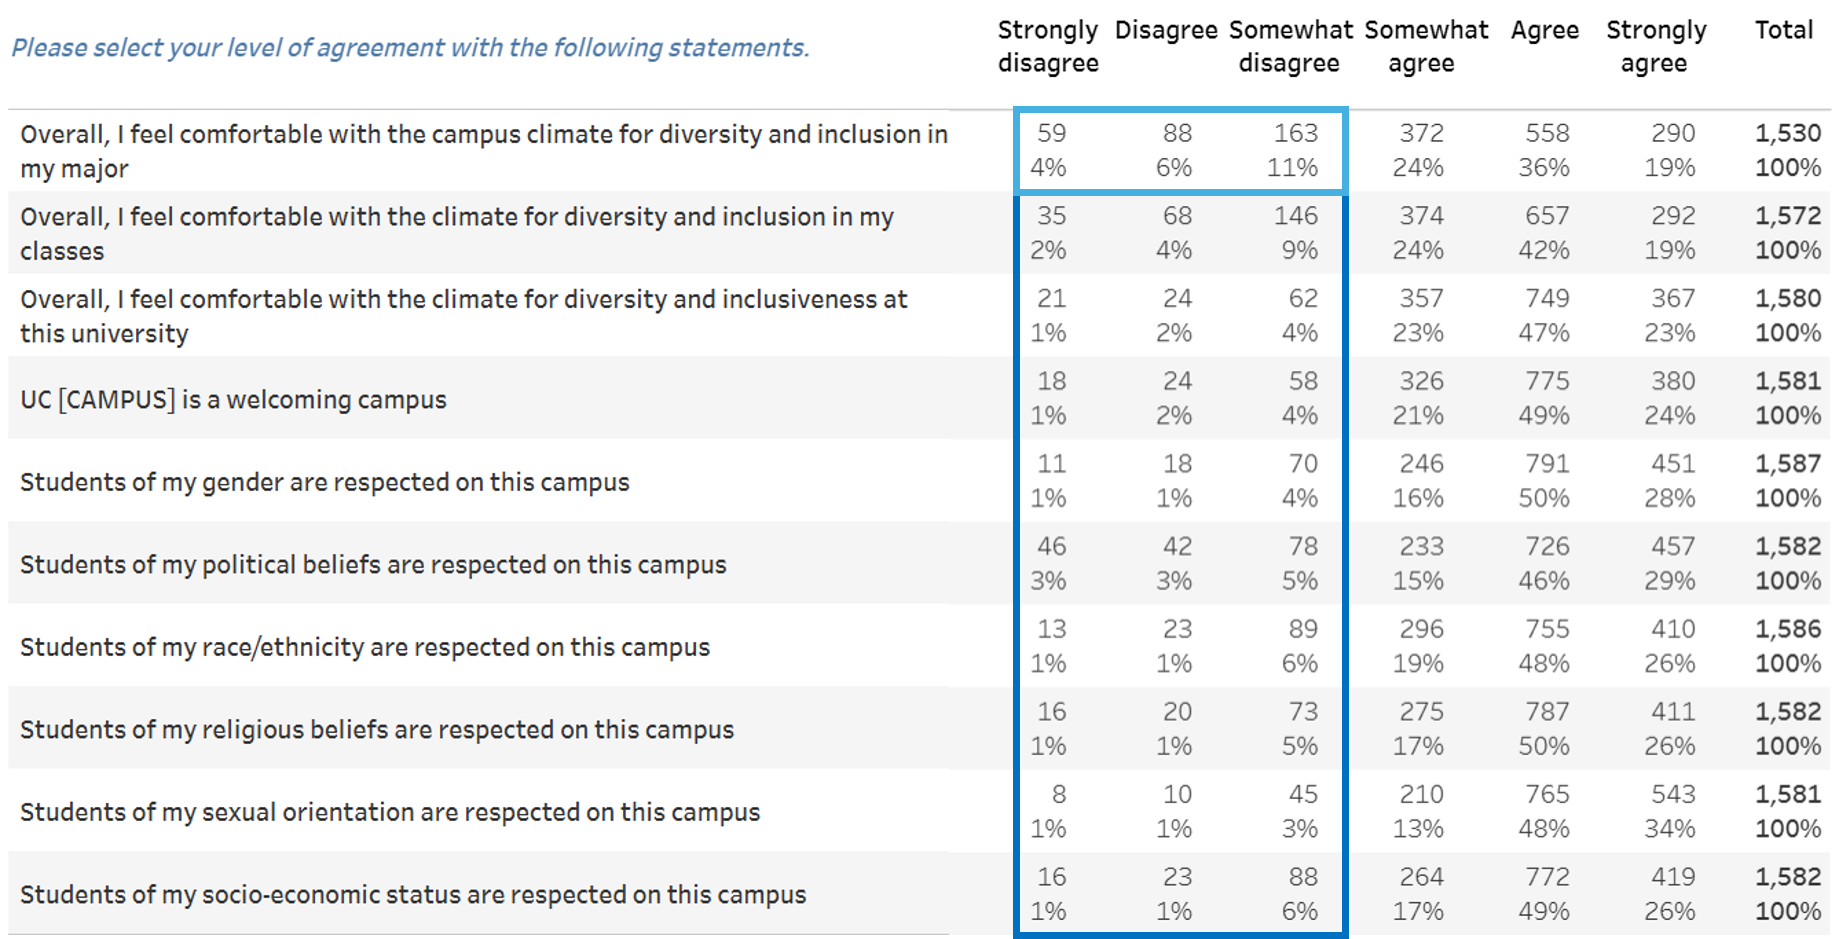 Please select your level of agreement with the following statements.
Strongly disagree Disagree Somewhat disagree Somewhat agree Agree Strongly agree Total
Overall, I feel comfortable with the campus climate for diversity and inclusion in
my major
59 88 163 372 558 290 1,530
4% 6% 11% 24% 36% 19% 100%
Overall, I feel comfortable with the climate for diversity and inclusion in my
classes
35 68 146 374 657 292 1,572
2% 4% 9% 24% 42% 19% 100%
Overall, I feel comfortable with the climate for diversity and inclusiveness at
this university
21 24 62 357 749 367 1,580
1% 2% 4% 23% 47% 23% 100%
UC [CAMPUS] is a welcoming campus
18 24 58 326 775 380 1,581
1% 2% 4% 21% 49% 24% 100%
Students of my gender are respected on this campus
11 18 70 246 791 451 1,587
1% 1% 4% 16% 50% 28% 100%
Students of my political beliefs are respected on this campus
46 42 78 233 726 457 1,582
3% 3% 5% 15% 46% 29% 100%
Students of my race/ethnicity are respected on this campus
13 23 89 296 755 410 1,586
1% 1% 6% 19% 48% 26% 100%
Students of my religious beliefs are respected on this campus
16 20 73 275 787 411 1,582
1% 1% 5% 17% 50% 26% 100%
Students of my sexual orientation are respected on this campus
8 10 45 210 765 543 1,581
1% 1% 3% 13% 48% 34% 100%
Students of my socio-economic status are respected on this campus
16 23 88 264 772 419 1,582
1% 1% 6% 17% 49% 26% 100%